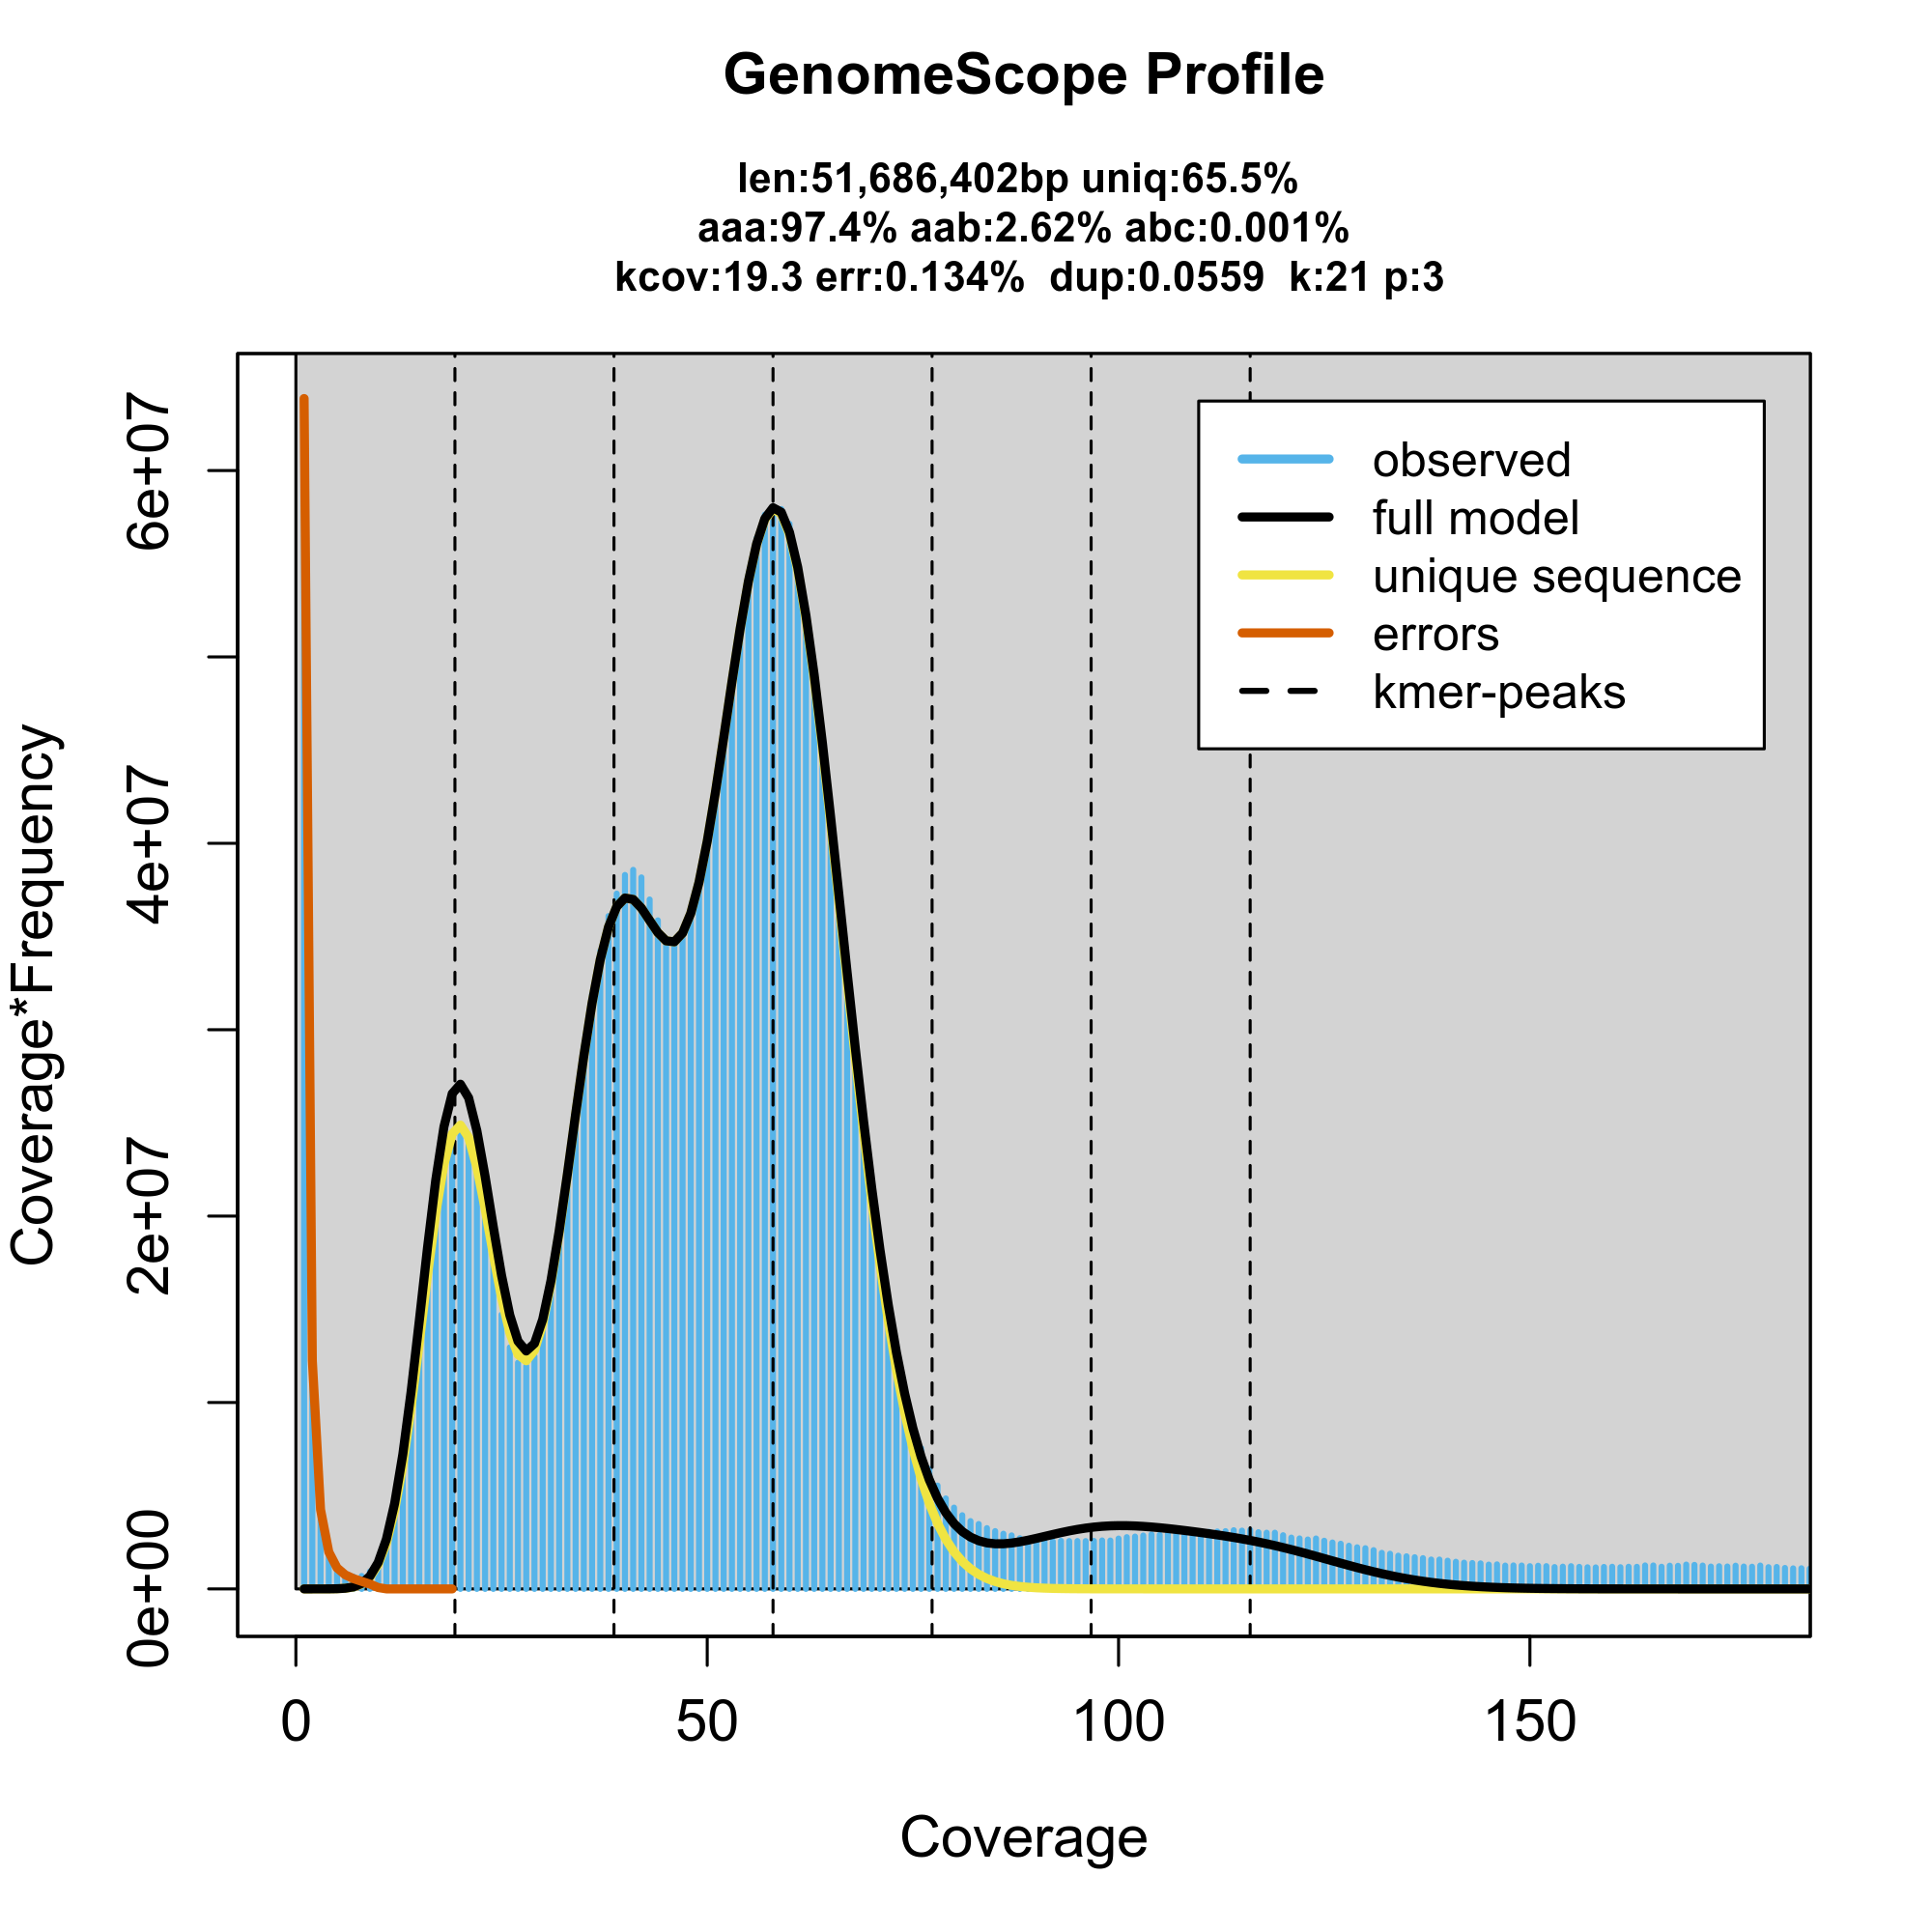 GenomeScope Profile
len:51,686,402bp uniq:65.5%
aaa:97.4% aab:2.62% abc:0.001%
kcov:19.3 err:0.134%  dup:0.0559  k:21 p:3
observed
full model
unique sequence
errors
kmer-peaks
Coverage*Frequency
6e+07
4e+07
2e+07
0e+00
0
50
100
150
Coverage